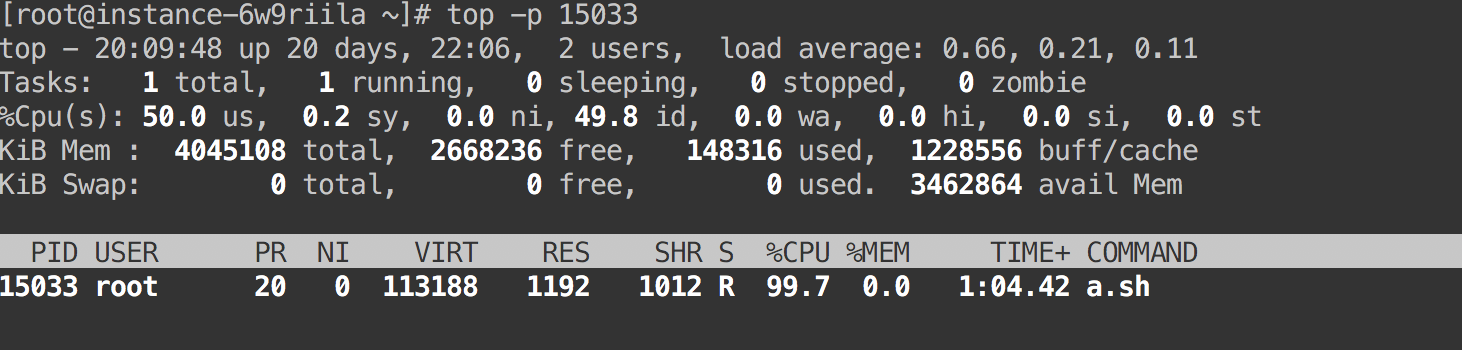 [root@instance-6w9riila ~]# top -p 15033
top - 20:09:48 up 20 days, 22:06,  2 users,  load average: 0.66, 0.21, 0.11
Tasks:   1 total,   1 running,   0 sleeping,   0 stopped,   0 zombie
%Cpu(s): 50.0 us,  0.2 sy,  0.0 ni, 49.8 id,  0.0 wa,  0.0 hi,  0.0 si,  0.0 st
KiB Mem :  4045108 total,  2668236 free,   148316 used,  1228556 buff/cache
KiB Swap:        0 total,        0 free,        0 used.  3462864 avail Mem
  PID USER      PR  NI    VIRT    RES    SHR S  %CPU %MEM     TIME+ COMMAND
15033 root      20   0  113188   1192   1012 R  99.7  0.0   1:04.42 a.sh